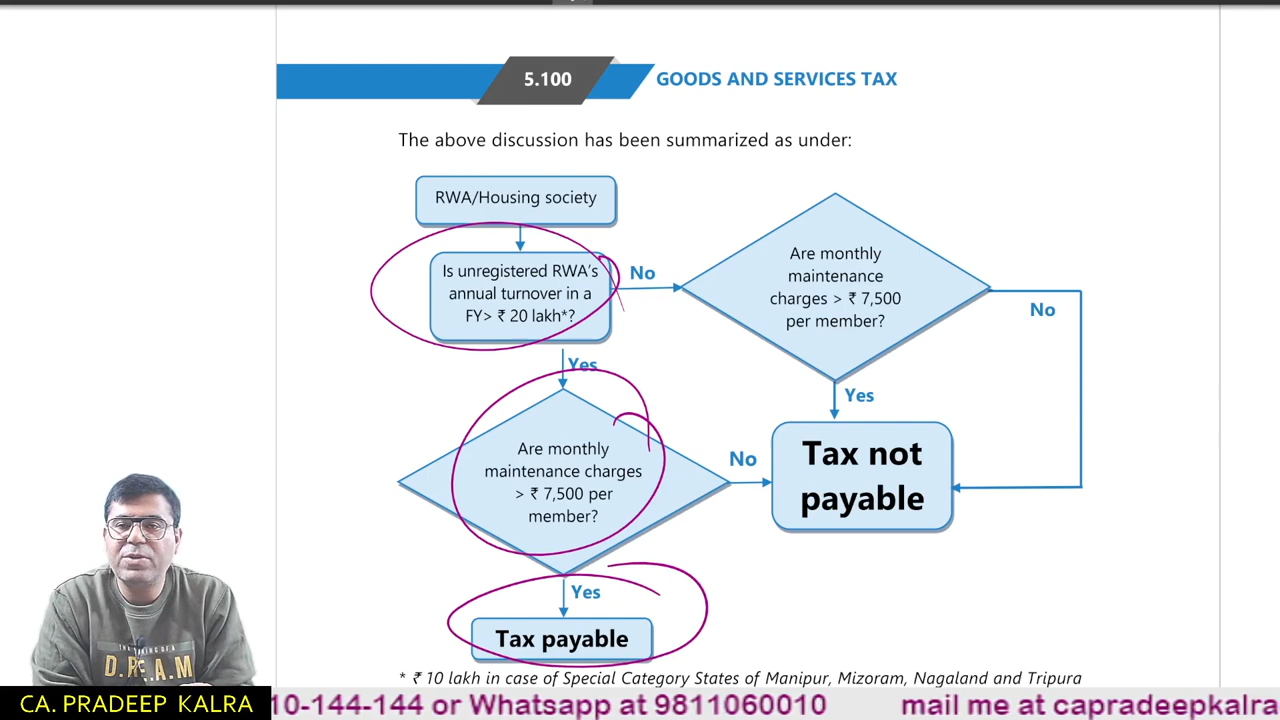 5.100
GOODS AND SERVICES TAX
The above discussion has been summarized as under:
RWA/Housing society
Is unregistered RWA's
annual turnover in a
FY> ₹ 20 lakh*?
No
Are monthly
maintenance
charges > ₹ 7,500
per member?
No
Yes
Yes
Are monthly
maintenance charges
> ₹ 7,500 per
member?
No
Tax not
payable
Yes
Tax payable
* ₹ 10 lakh in case of Special Category States of Manipur, Mizoram, Nagaland and Tripura
D.R.E.A.M
CA. PRADEEP KALRA
10-144-144 or Whatsapp at 9811060010 mail me at capradeepkalra